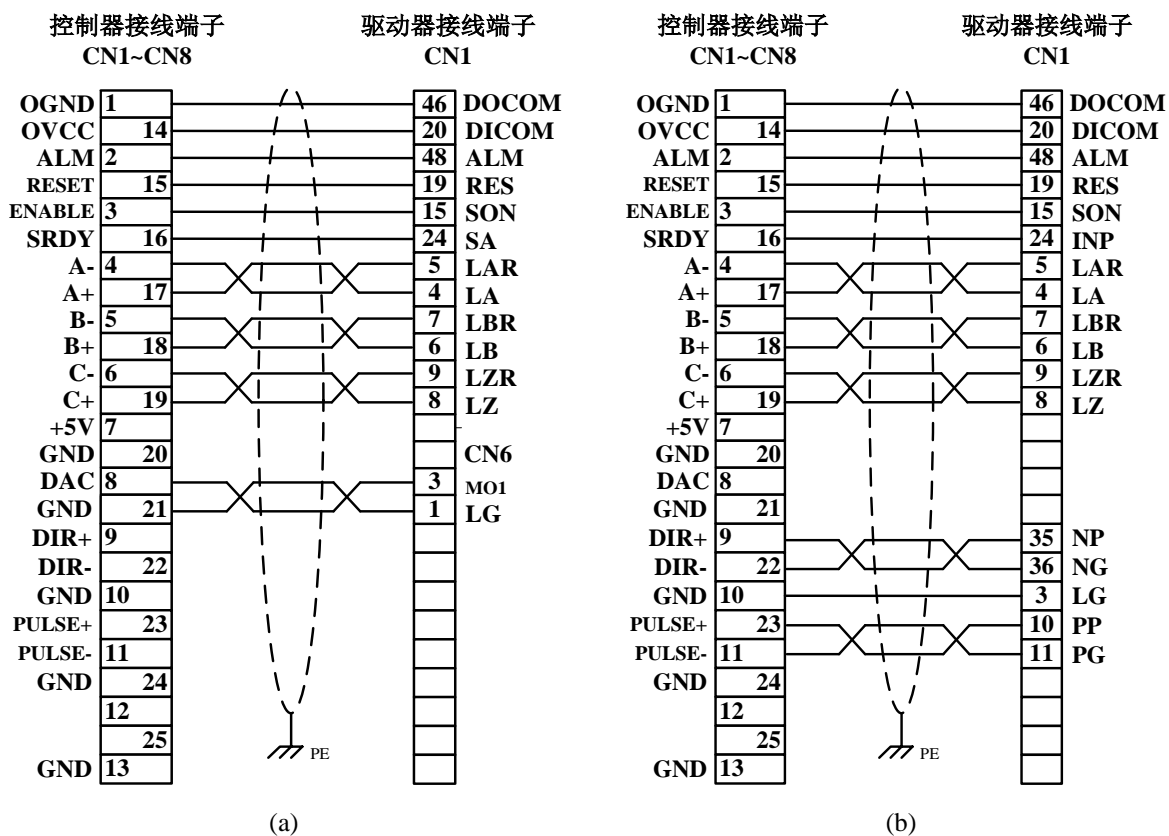 控制器接线端子
CN1~CN8
驱动器接线端子
CN1
OGND 1 46 DOCOM
OVCC 14 20 DICOM
ALM 2 48 ALM
RESET 15 19 RES
ENABLE 3 15 SON
SRDY 16 24 SA
A- 4 5 LAR
A+ 17 4 LA
B- 5 7 LBR
B+ 18 6 LB
C- 6 9 LZR
C+ 19 8 LZ
+5V 7
GND 20 CN6
DAC 8 3 MO1
GND 21 1 LG
DIR+ 9
DIR- 22
GND 10
PULSE+ 23
PULSE- 11
GND 24
12
25
GND 13
PE
(a)
控制器接线端子
CN1~CN8
驱动器接线端子
CN1
OGND 1 46 DOCOM
OVCC 14 20 DICOM
ALM 2 48 ALM
RESET 15 19 RES
ENABLE 3 15 SON
SRDY 16 24 INP
A- 4 5 LAR
A+ 17 4 LA
B- 5 7 LBR
B+ 18 6 LB
C- 6 9 LZR
C+ 19 8 LZ
+5V 7
GND 20
DAC 8
GND 21
DIR+ 9 35 NP
DIR- 22 36 NG
GND 10 3 LG
PULSE+ 23 10 PP
PULSE- 11 11 PG
GND 24
12
25
GND 13
PE
(b)